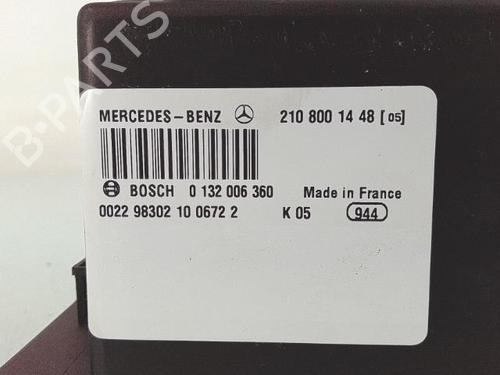 B-PARTS
MERCEDES-BENZ 210 800 14 48 [05]
BOSCH 0 132 006 360 Made in France
0022 98302 10 0672 2 K 05 944